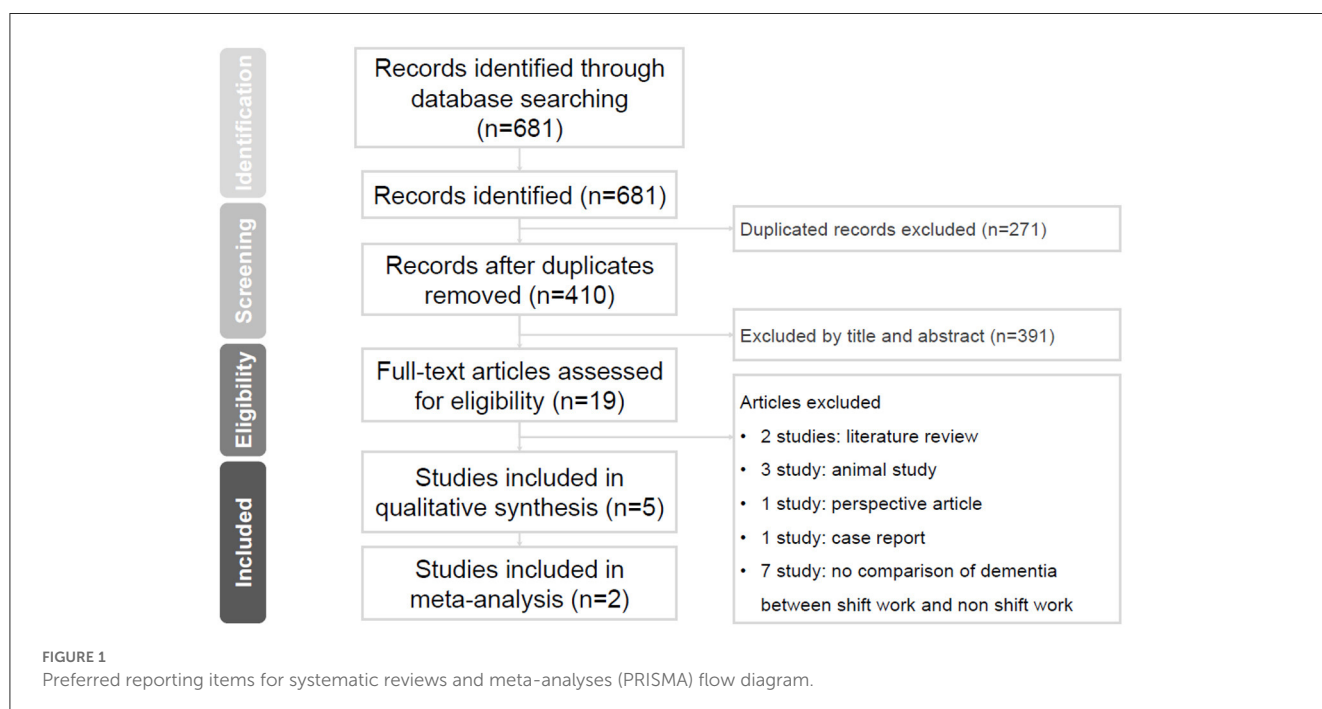 Identification
Records identified through
database searching
(n=681)
Records identified (n=681)
Screening
Duplicated records excluded (n=271)
Records after duplicates
removed (n=410)
Excluded by title and abstract (n=391)
Eligibility
Full-text articles assessed
for eligibility (n=19)
Articles excluded
• 2 studies: literature review
• 3 study: animal study
• 1 study: perspective article
• 1 study: case report
• 7 study: no comparison of dementia
between shift work and non shift work
Included
Studies included in
qualitative synthesis (n=5)
Studies included in
meta-analysis (n=2)
FIGURE 1
Preferred reporting items for systematic reviews and meta-analyses (PRISMA) flow diagram.